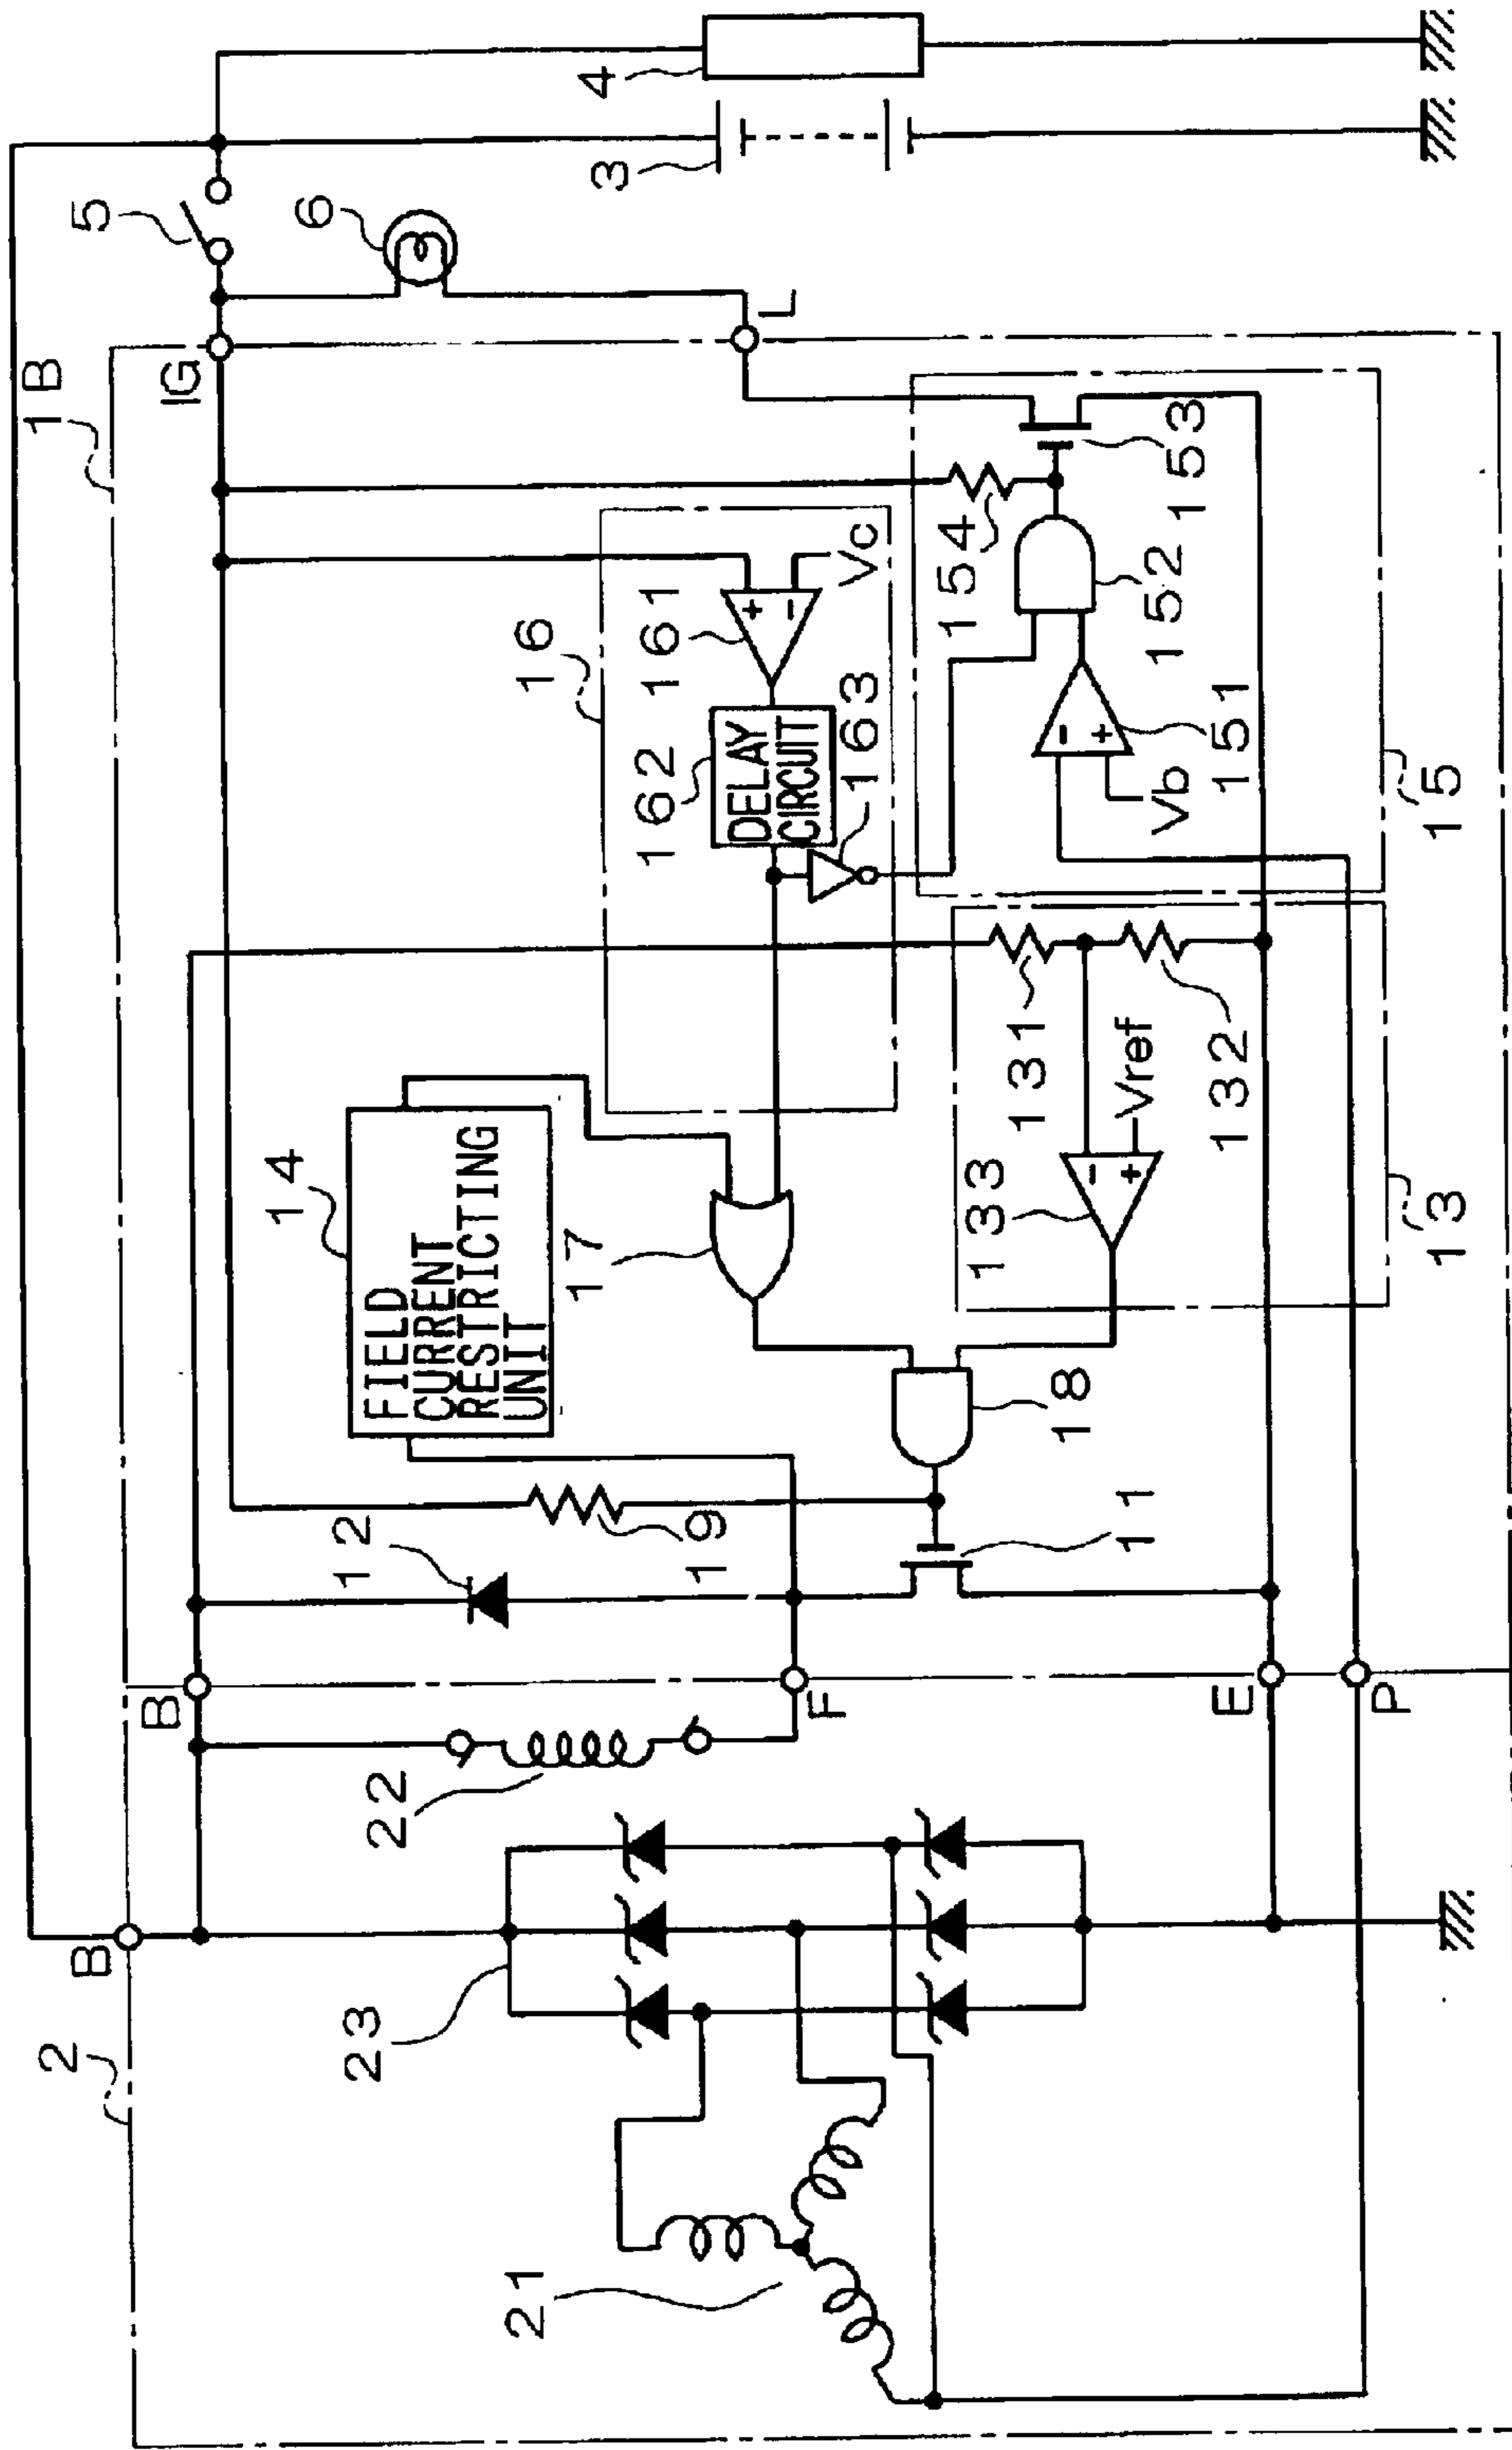 2
B
23
21
22
B
F
E
P
12
19
11
14
FIELD
CURRENT
RESTRICTING
UNIT
17
18
133
Vref
131
132
13
1B
IG
16
162
DELAY
CIRCUIT
163
161
Vc
154
152
153
151
Vb
15
L
5
6
3
4